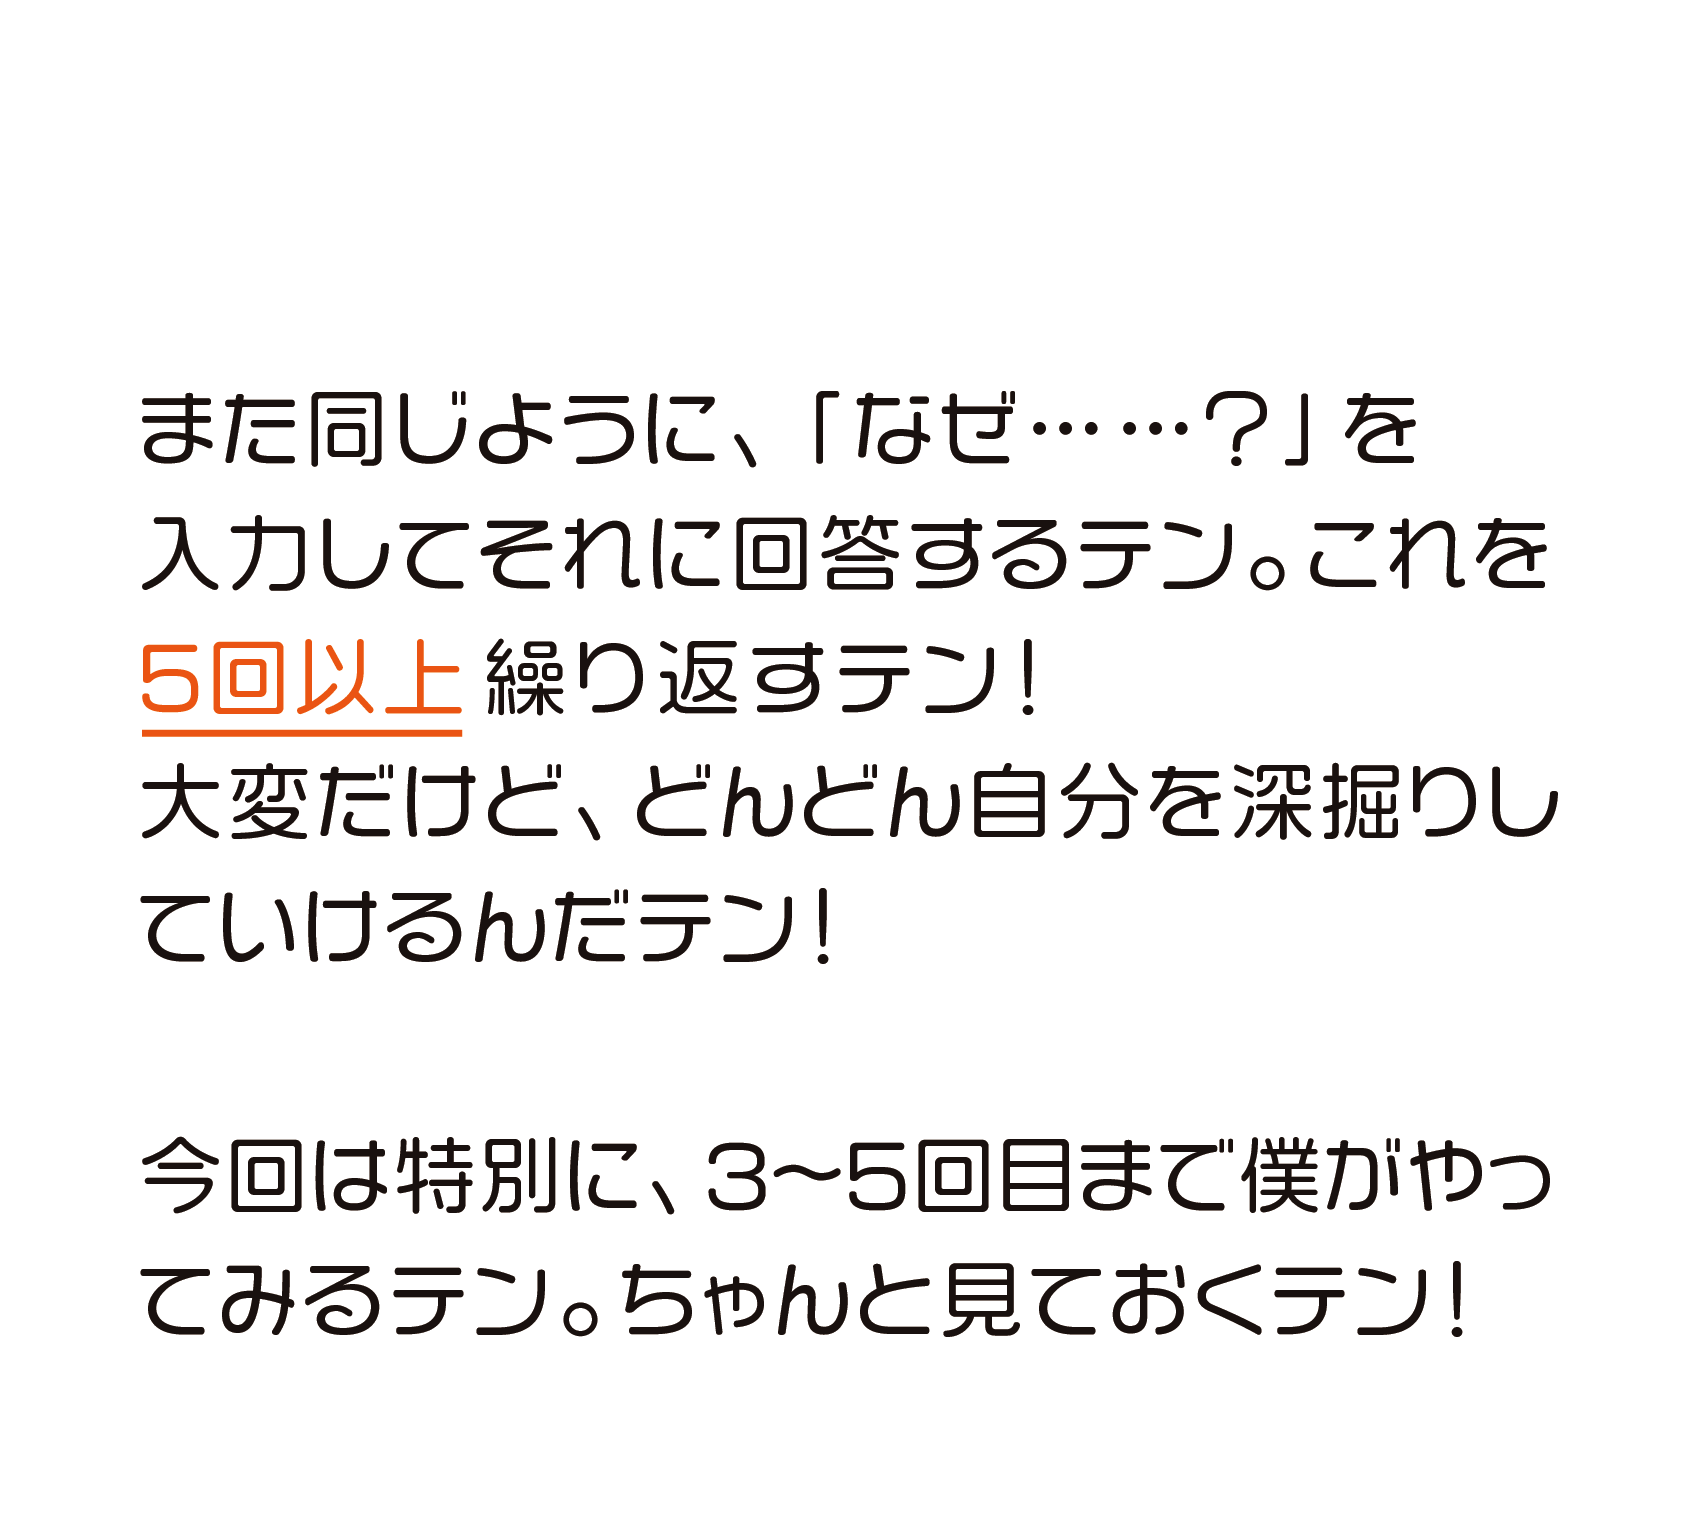 また同じように、「なぜ……？」を
入力してそれに回答するテン。これを
5回以上 繰り返すテン！
大変だけど、どんどん自分を深掘りし
ていけるんだテン！
今回は特別に、3〜5回目まで僕がやっ
てみるテン。ちゃんと見ておくテン！